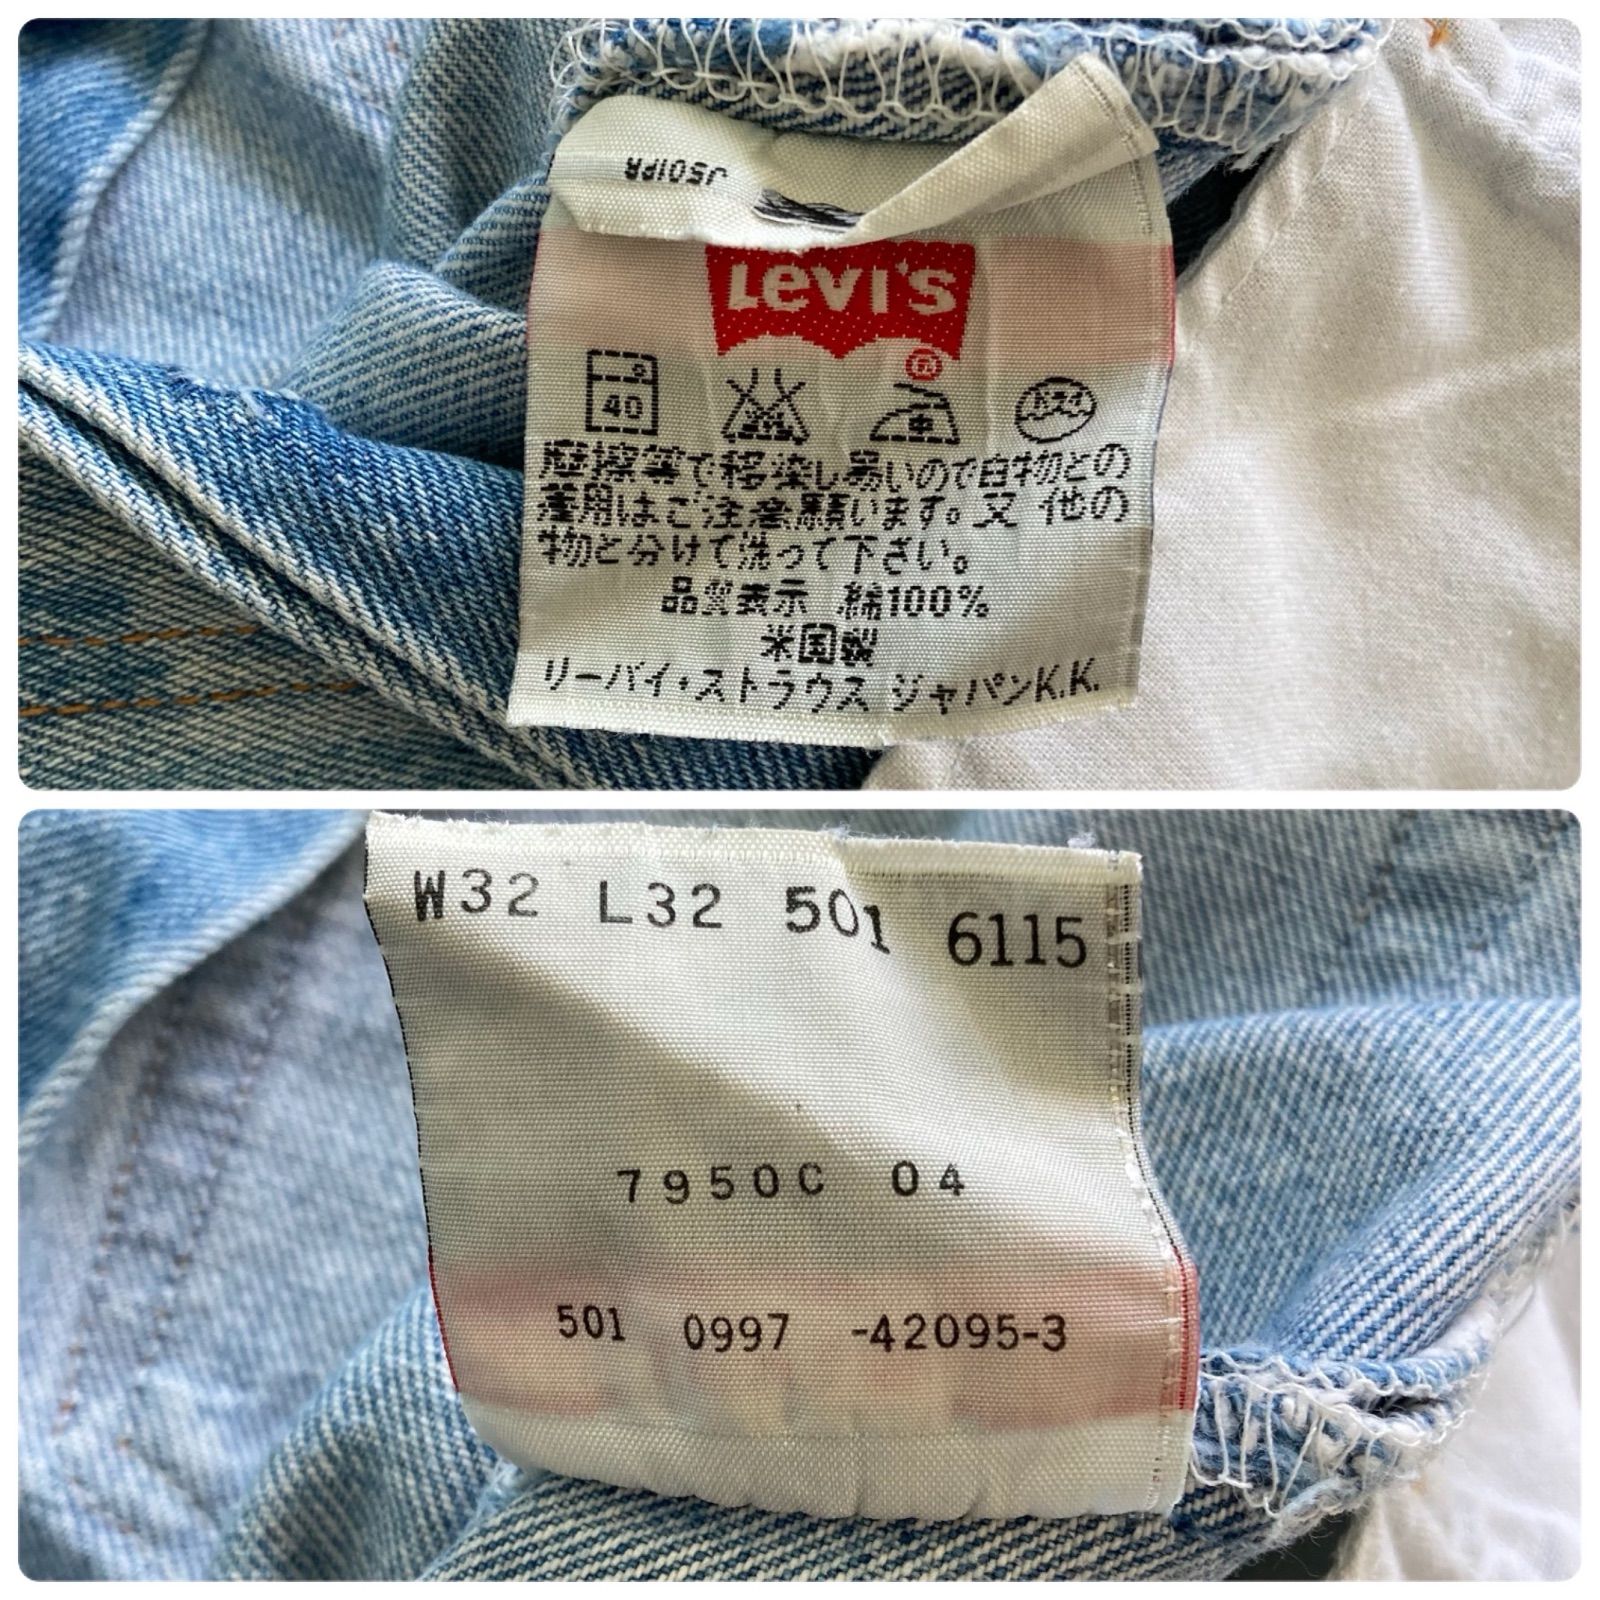 J501PR
Levi's
®
40
ドライ
摩擦等で移染し易いので白物との
着用はご注意願います。又 他の
物と分けて洗って下さい。
品質表示 綿100%
米国製
リーバイ・ストラウス ジャパンK.K.
W32 L32 501 6115
7950C 04
501 0997 -42095-3